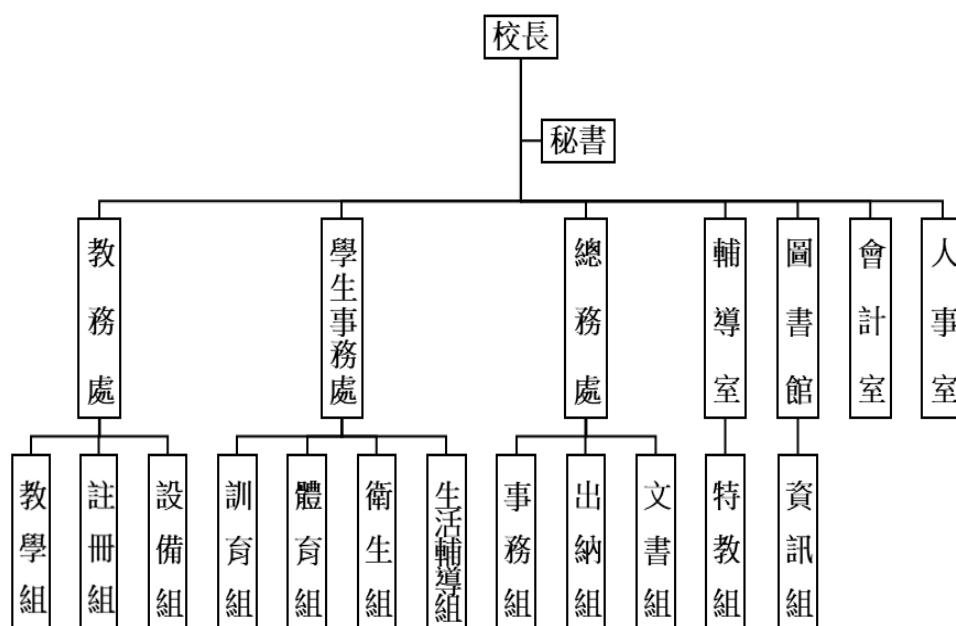 校長
秘書
教務處
學生事務處
總務處
輔導室
圖書館
會計室
人事室
教學組
註冊組
設備組
訓育組
體育組
衛生組
生活輔導組
事務組
出納組
文書組
特教組
資訊組